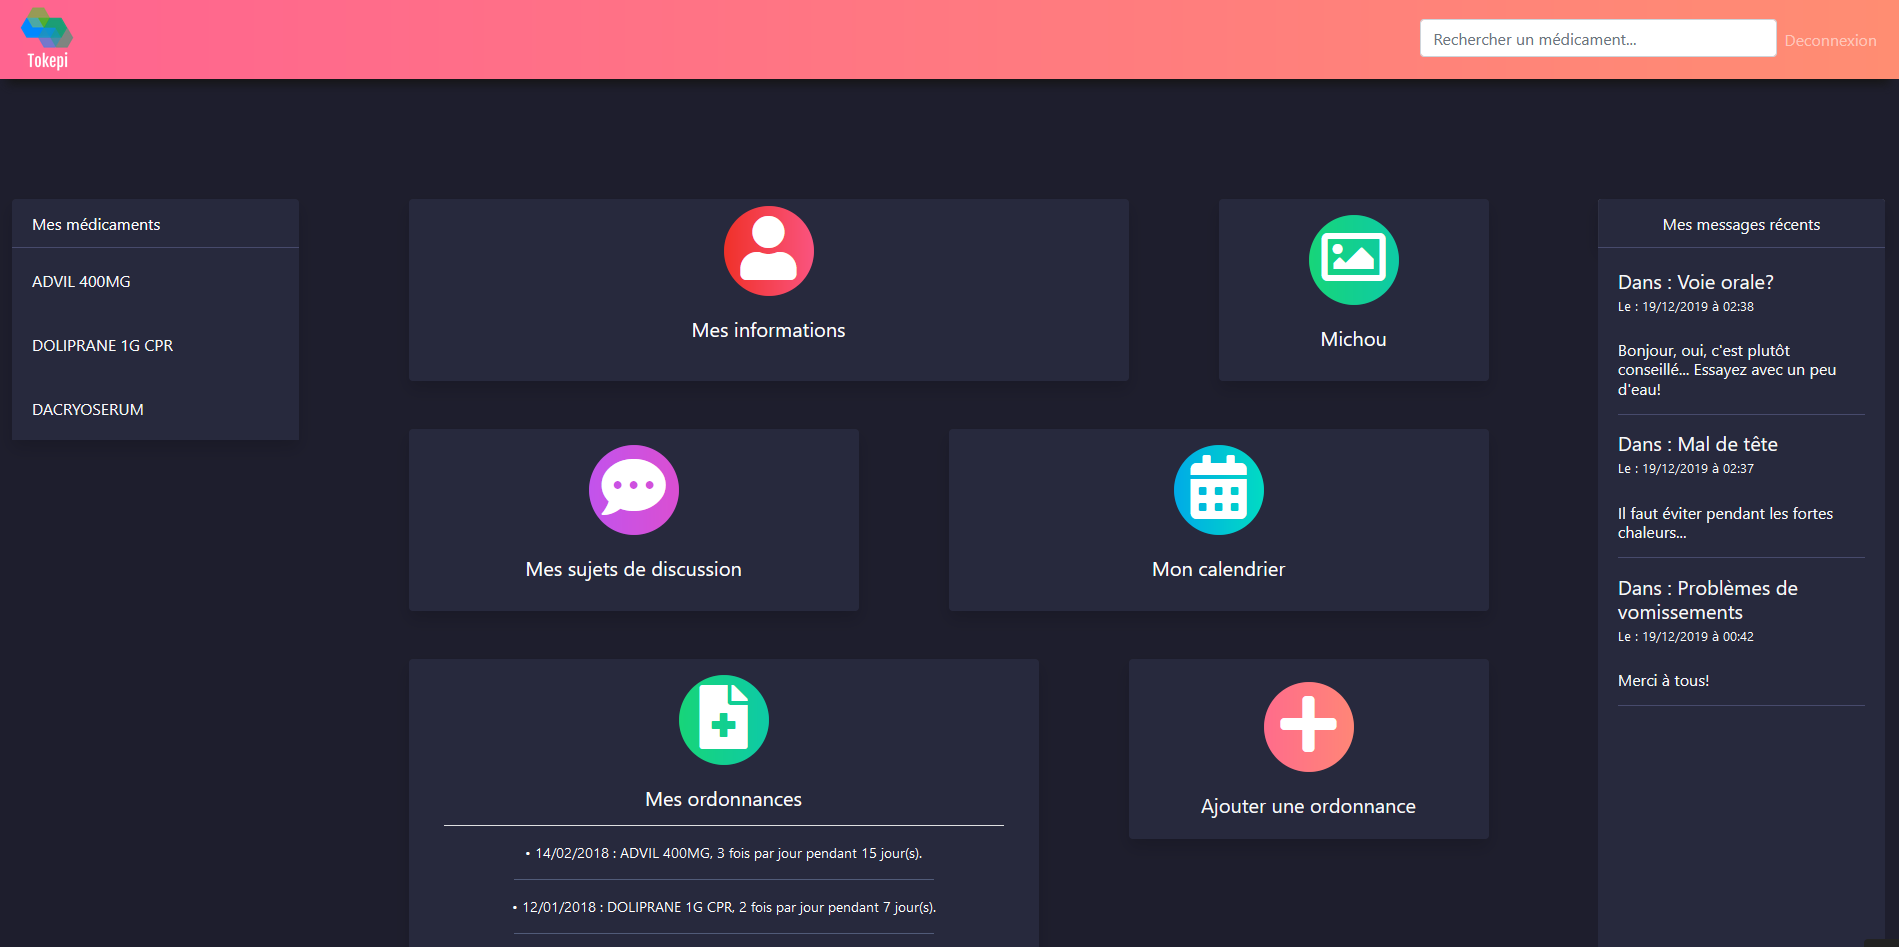 Tokepi
Rechercher un médicament...
Deconnexion
Mes médicaments
ADVIL 400MG
DOLIPRANE 1G CPR
DACRYOSERUM
Mes informations
Michou
Mes sujets de discussion
Mon calendrier
Mes ordonnances
• 14/02/2018 : ADVIL 400MG, 3 fois par jour pendant 15 jour(s).
• 12/01/2018 : DOLIPRANE 1G CPR, 2 fois par jour pendant 7 jour(s).
Ajouter une ordonnance
Mes messages récents
Dans : Voie orale?
Le : 19/12/2019 à 02:38
Bonjour, oui, c'est plutôt
conseillé... Essayez avec un peu
d'eau!
Dans : Mal de tête
Le : 19/12/2019 à 02:37
Il faut éviter pendant les fortes
chaleurs...
Dans : Problèmes de
vomissements
Le : 19/12/2019 à 00:42
Merci à tous!